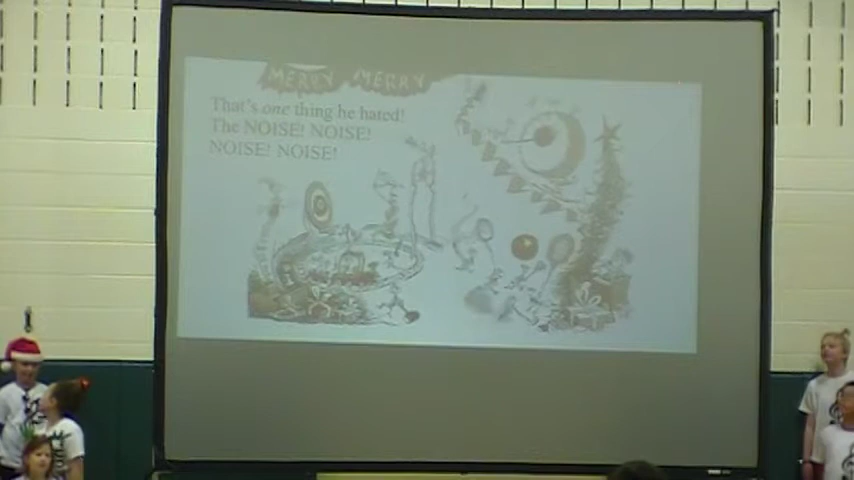 MERRY MERRY
That's one thing he hated!
The NOISE! NOISE!
NOISE! NOISE!